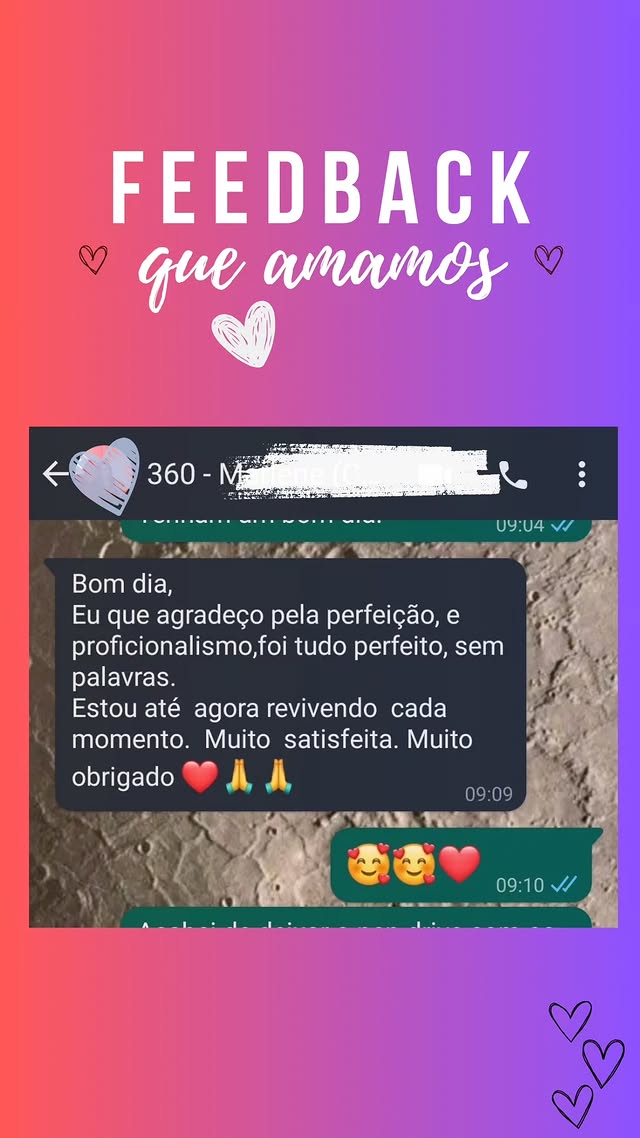 FEEDBACK
que amamos
360 -
09:04
Bom dia,
Eu que agradeço pela perfeição, e
proficionalismo,foi tudo perfeito, sem
palavras.
Estou até agora revivendo cada
momento. Muito satisfeita. Muito
obrigado ❤️🙏🙏
09:09
🥰🥰❤️
09:10